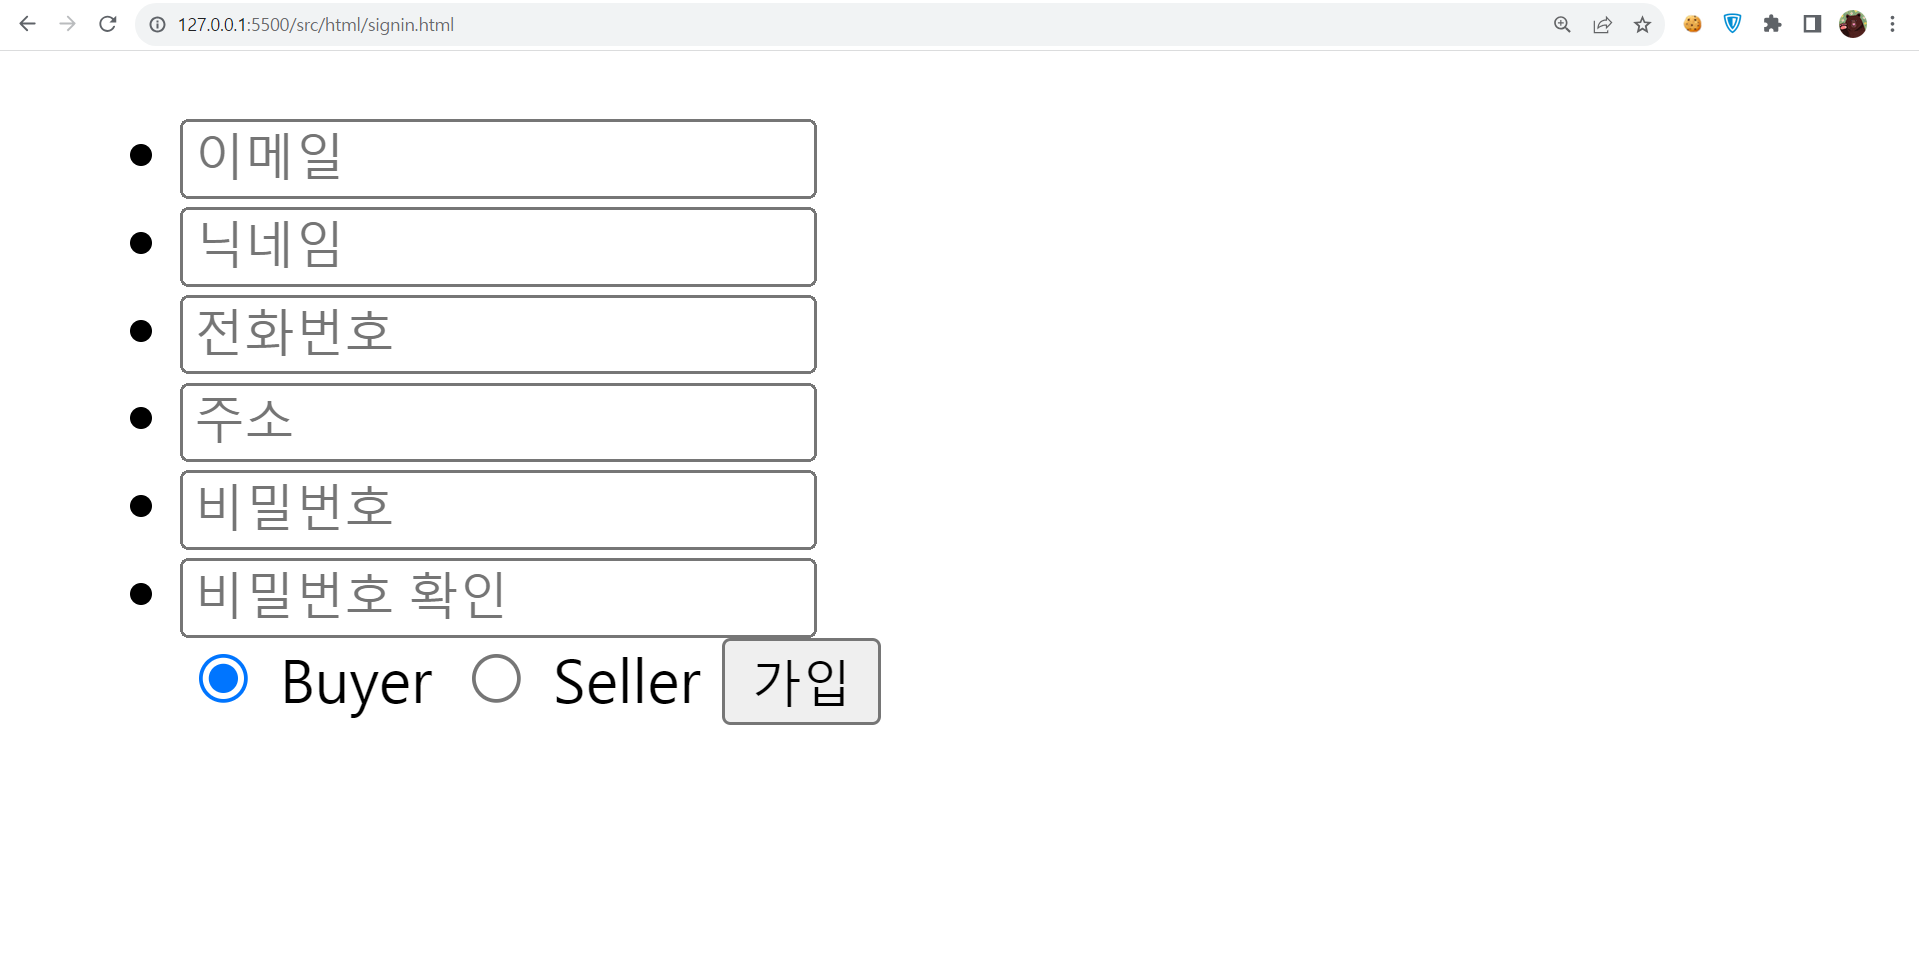 127.0.0.1:5500/src/html/signin.html
이메일
닉네임
전화번호
주소
비밀번호
비밀번호 확인
Buyer Seller 가입